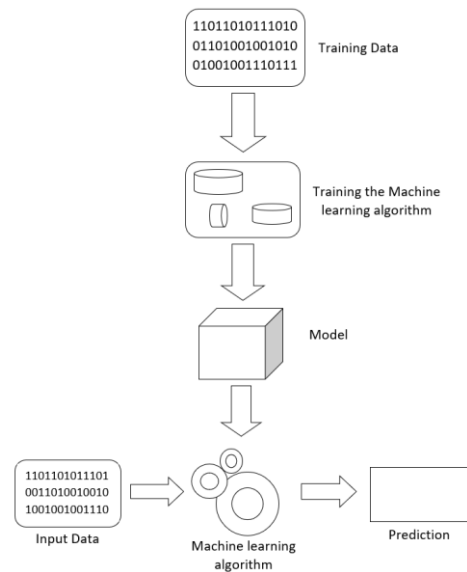 11011010111010
01101001001010
01001001110111
Training Data
Training the Machine
learning algorithm
Model
1101101011101
0011010010010
1001001001110
Input Data
Machine learning
algorithm
Prediction